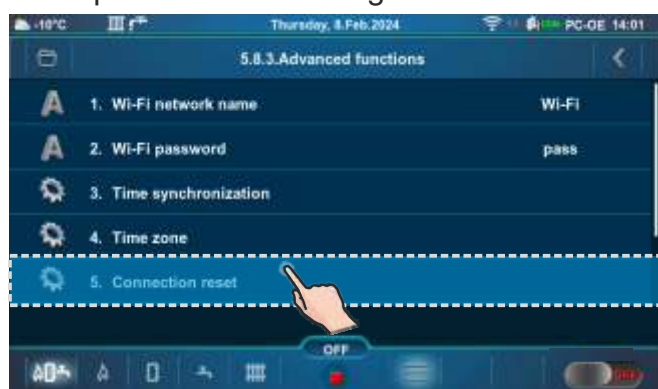 -10°C Thursday, 8.Feb.2024 PC-OE 14:01
5.8.3.Advanced functions
1. Wi-Fi network name Wi-Fi
2. Wi-Fi password pass
3. Time synchronization
4. Time zone
5. Connection reset
OFF